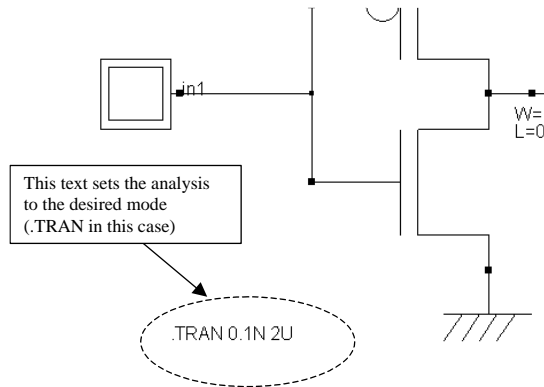 in1
W=
L=0
This text sets the analysis
to the desired mode
(.TRAN in this case)
.TRAN 0.1N 2U